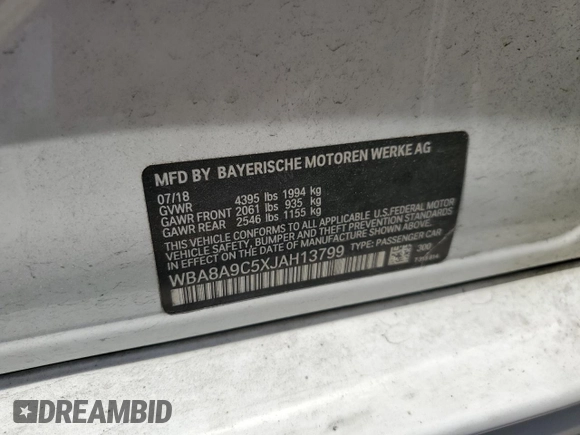 MFD BY BAYERISCHE MOTOREN WERKE AG
07/18
GVWR 4395 lbs 1994 kg
GAWR FRONT 2061 lbs 935 kg
GAWR REAR 2546 lbs 1155 kg
THIS VEHICLE CONFORMS TO ALL APPLICABLE U.S.FEDERAL MOTOR
VEHICLE SAFETY, BUMPER, AND THEFT PREVENTION STANDARDS
IN EFFECT ON THE DATE OF MANUFACTURE SHOWN ABOVE.
WBA8A9C5XJAH13799 TYPE: PASSENGER CAR
300
DREAMBID